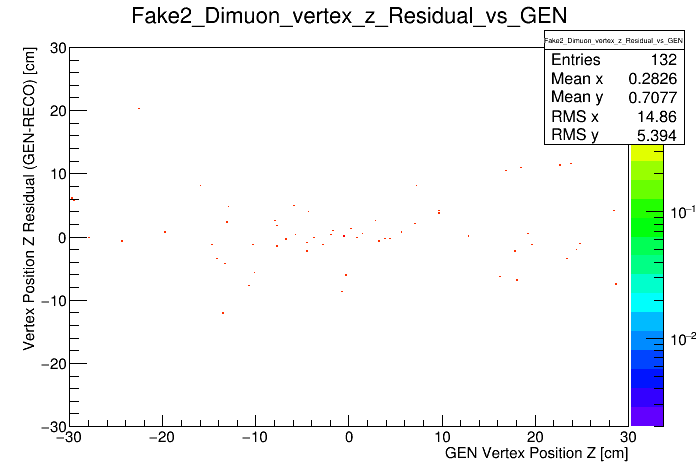 Fake2_Dimuon_vertex_z_Residual_vs_GEN
Fake2_Dimuon_vertex_z_Residual_vs_GEN
Entries 132
Mean x 0.2826
Mean y 0.7077
RMS x 14.86
RMS y 5.394
Vertex Position Z Residual (GEN-RECO) [cm]
30
20
10
0
−10
−20
−30
−30 −20 −10 0 10 20 30
GEN Vertex Position Z [cm]
10⁻¹
10⁻²